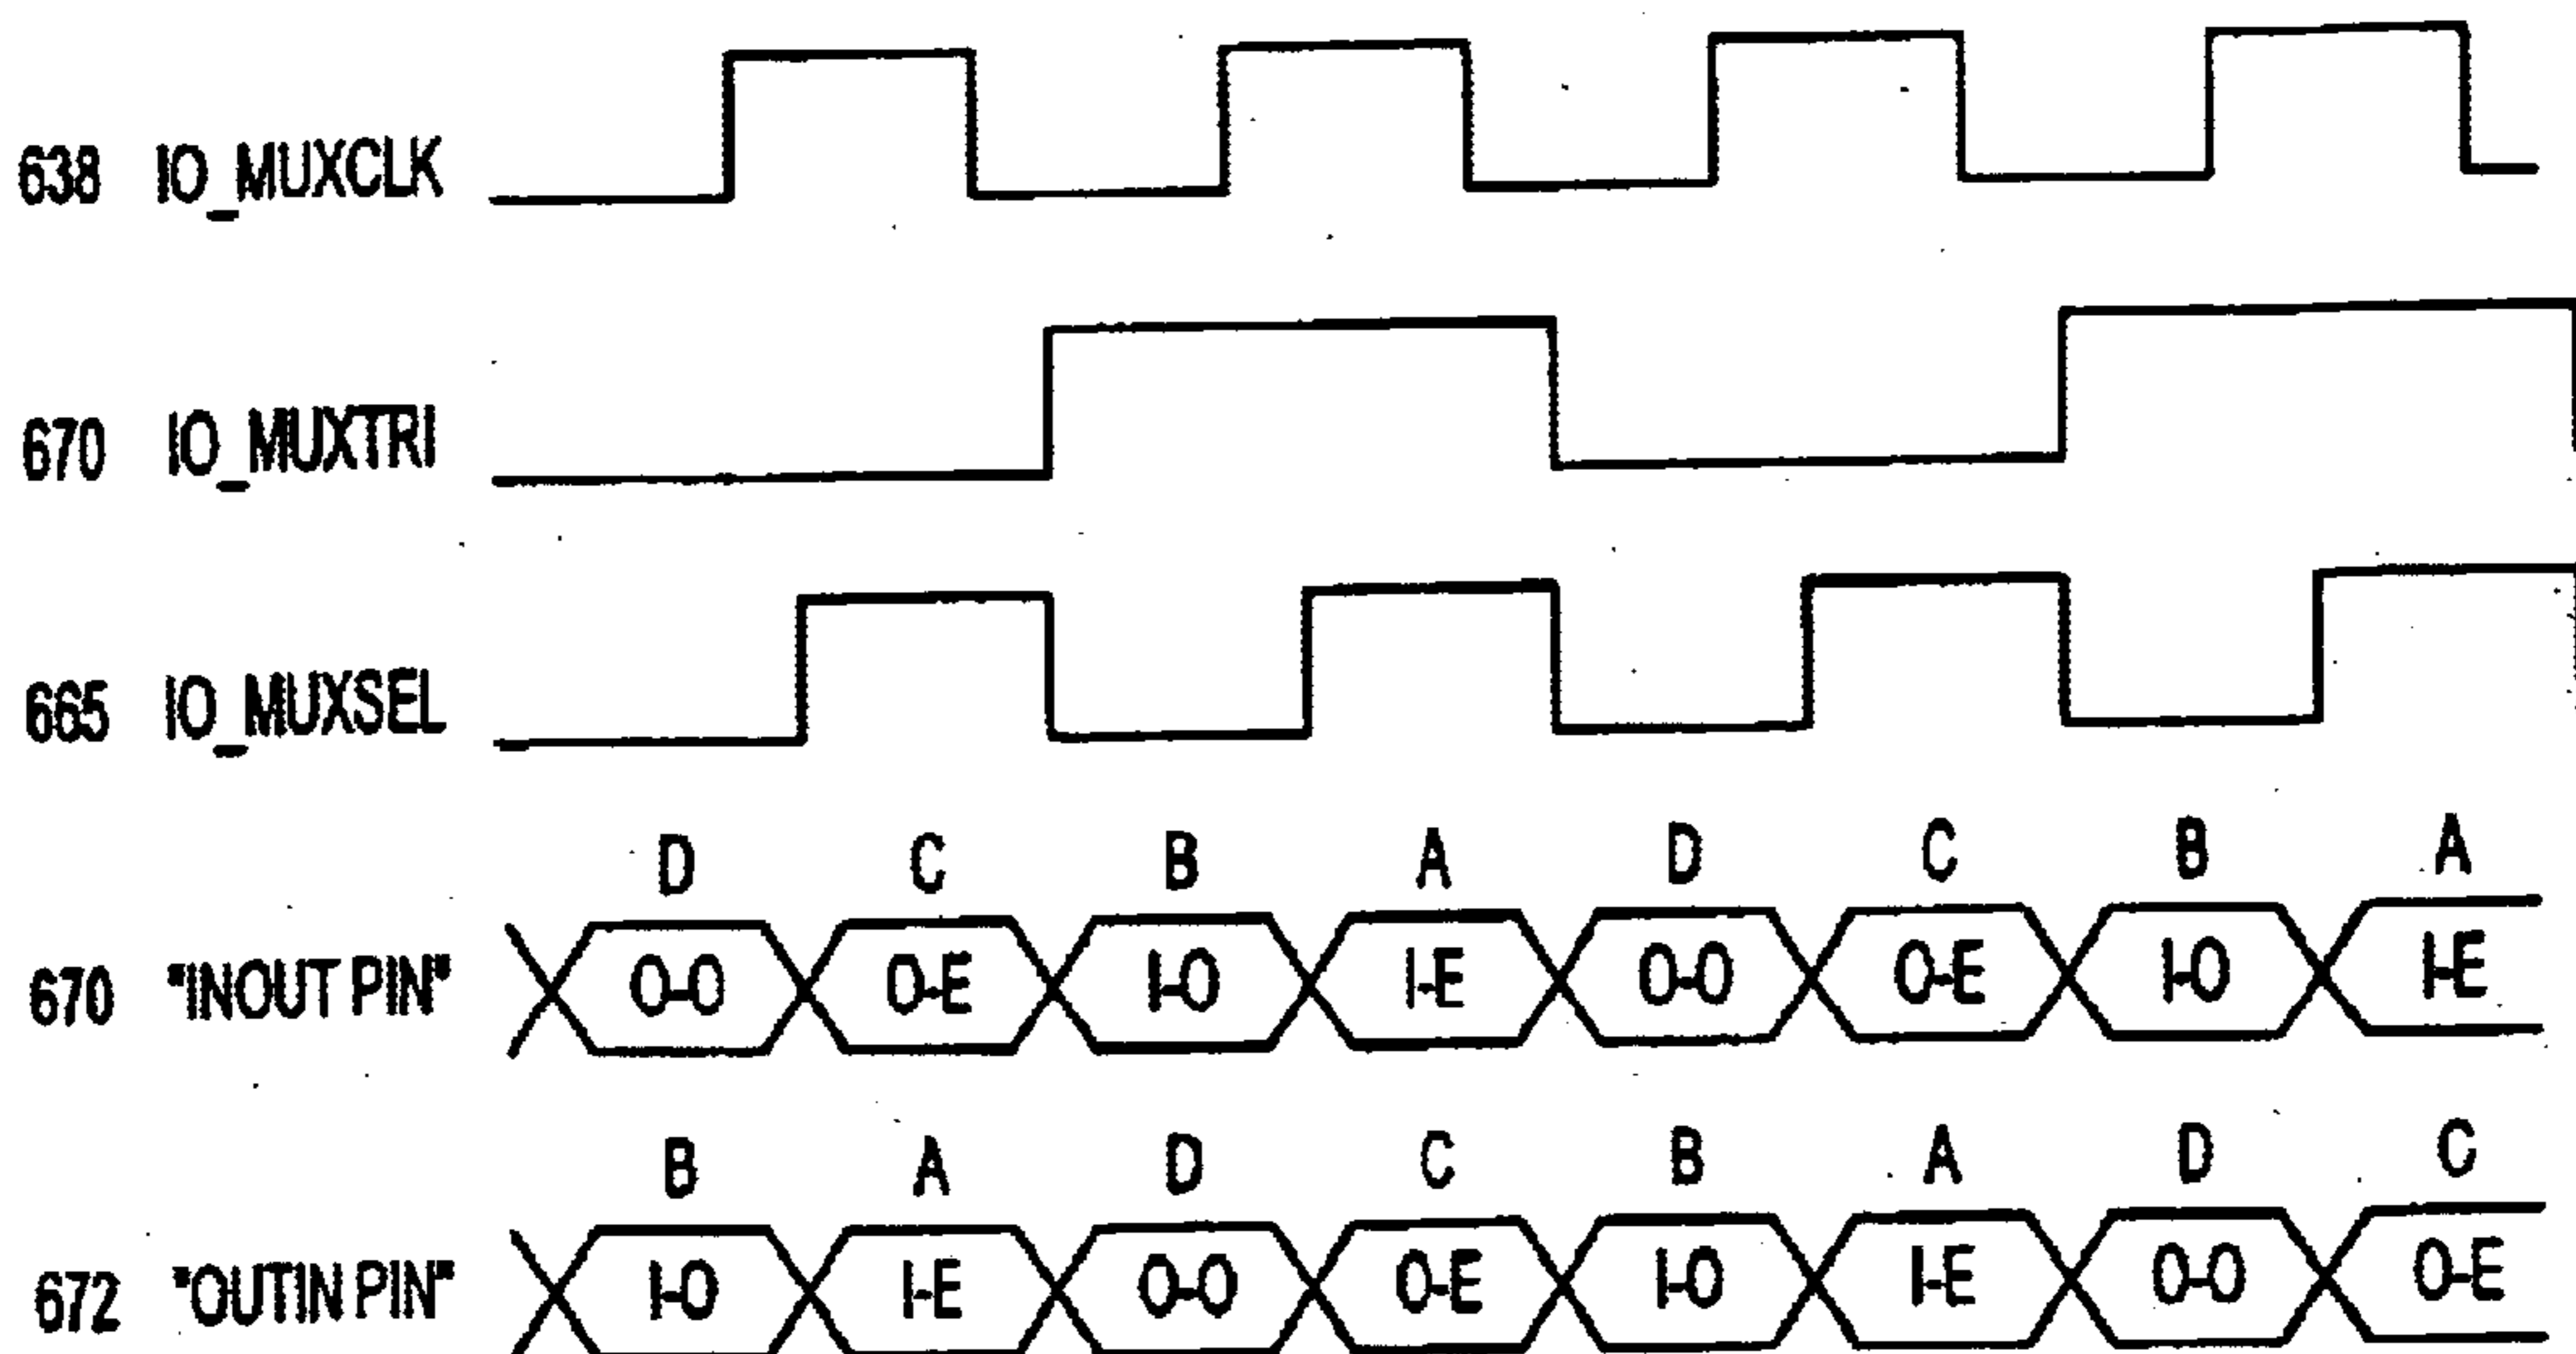 638 IO_MUXCLK
670 IO_MUXTRI
665 IO_MUXSEL
D C B A D C B A
670 "INOUT PIN" O-O O-E I-O I-E O-O O-E I-O I-E
B A D C B A D C
672 "OUTIN PIN" I-O I-E O-O O-E I-O I-E O-O O-E